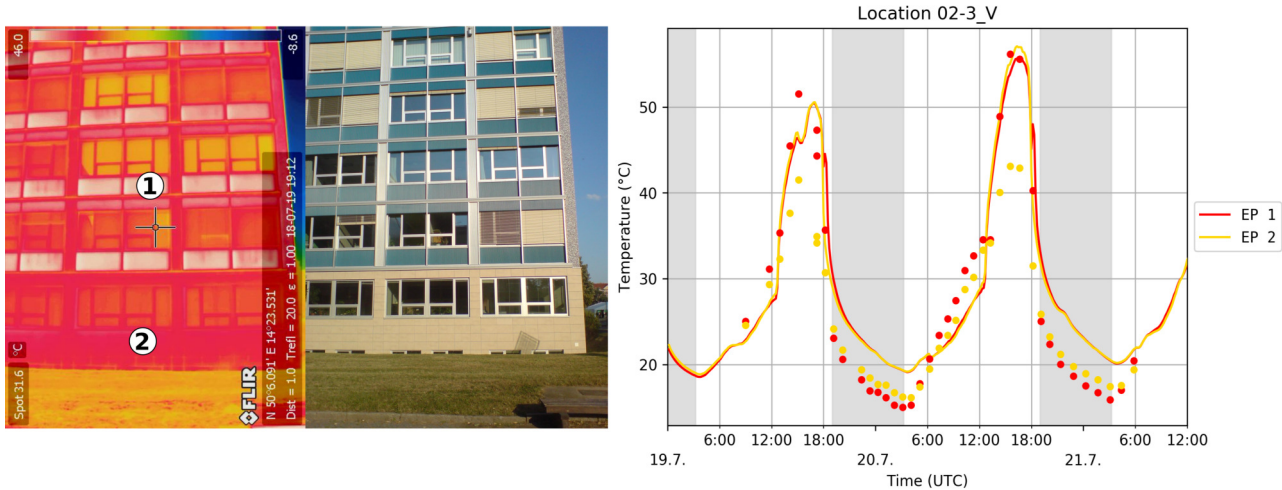 46.0
-8.6
1
2
Spot 31.6 °C
FLIR
N 50°6.091' E 14°23.531'
Dist = 1.0 Trefl = 20.0 ε = 1.00 18-07-19 19:12
Location 02-3_V
Temperature (°C)
50
40
30
20
6:00 12:00 18:00 6:00 12:00 18:00 6:00 12:00
19.7. 20.7. 21.7.
Time (UTC)
EP 1
EP 2